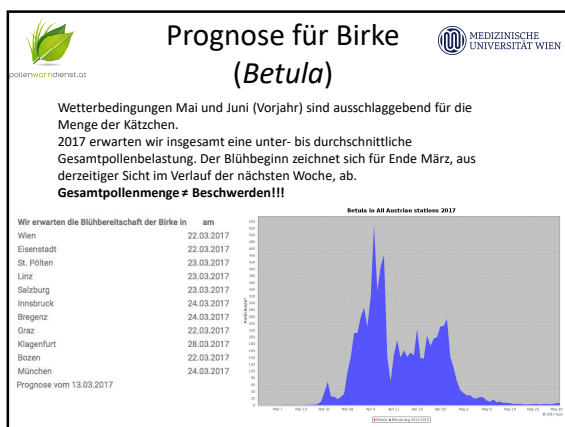 Prognose für Birke
(Betula)
pollenwarndienst.at
MEDIZINISCHE
UNIVERSITÄT WIEN
Wetterbedingungen Mai und Juni (Vorjahr) sind ausschlaggebend für die
Menge der Kätzchen.
2017 erwarten wir insgesamt eine unter- bis durchschnittliche
Gesamtpollenbelastung. Der Blühbeginn zeichnet sich für Ende März, aus
derzeitiger Sicht im Verlauf der nächsten Woche, ab.
Gesamtpollenmenge ≠ Beschwerden!!!
Wir erwarten die Blühbereitschaft der Birke in am
Wien 22.03.2017
Eisenstadt 22.03.2017
St. Pölten 23.03.2017
Linz 23.03.2017
Salzburg 23.03.2017
Innsbruck 24.03.2017
Bregenz 24.03.2017
Graz 22.03.2017
Klagenfurt 28.03.2017
Bozen 22.03.2017
München 24.03.2017
Prognose vom 13.03.2017
Betula in All Austrian stations 2017